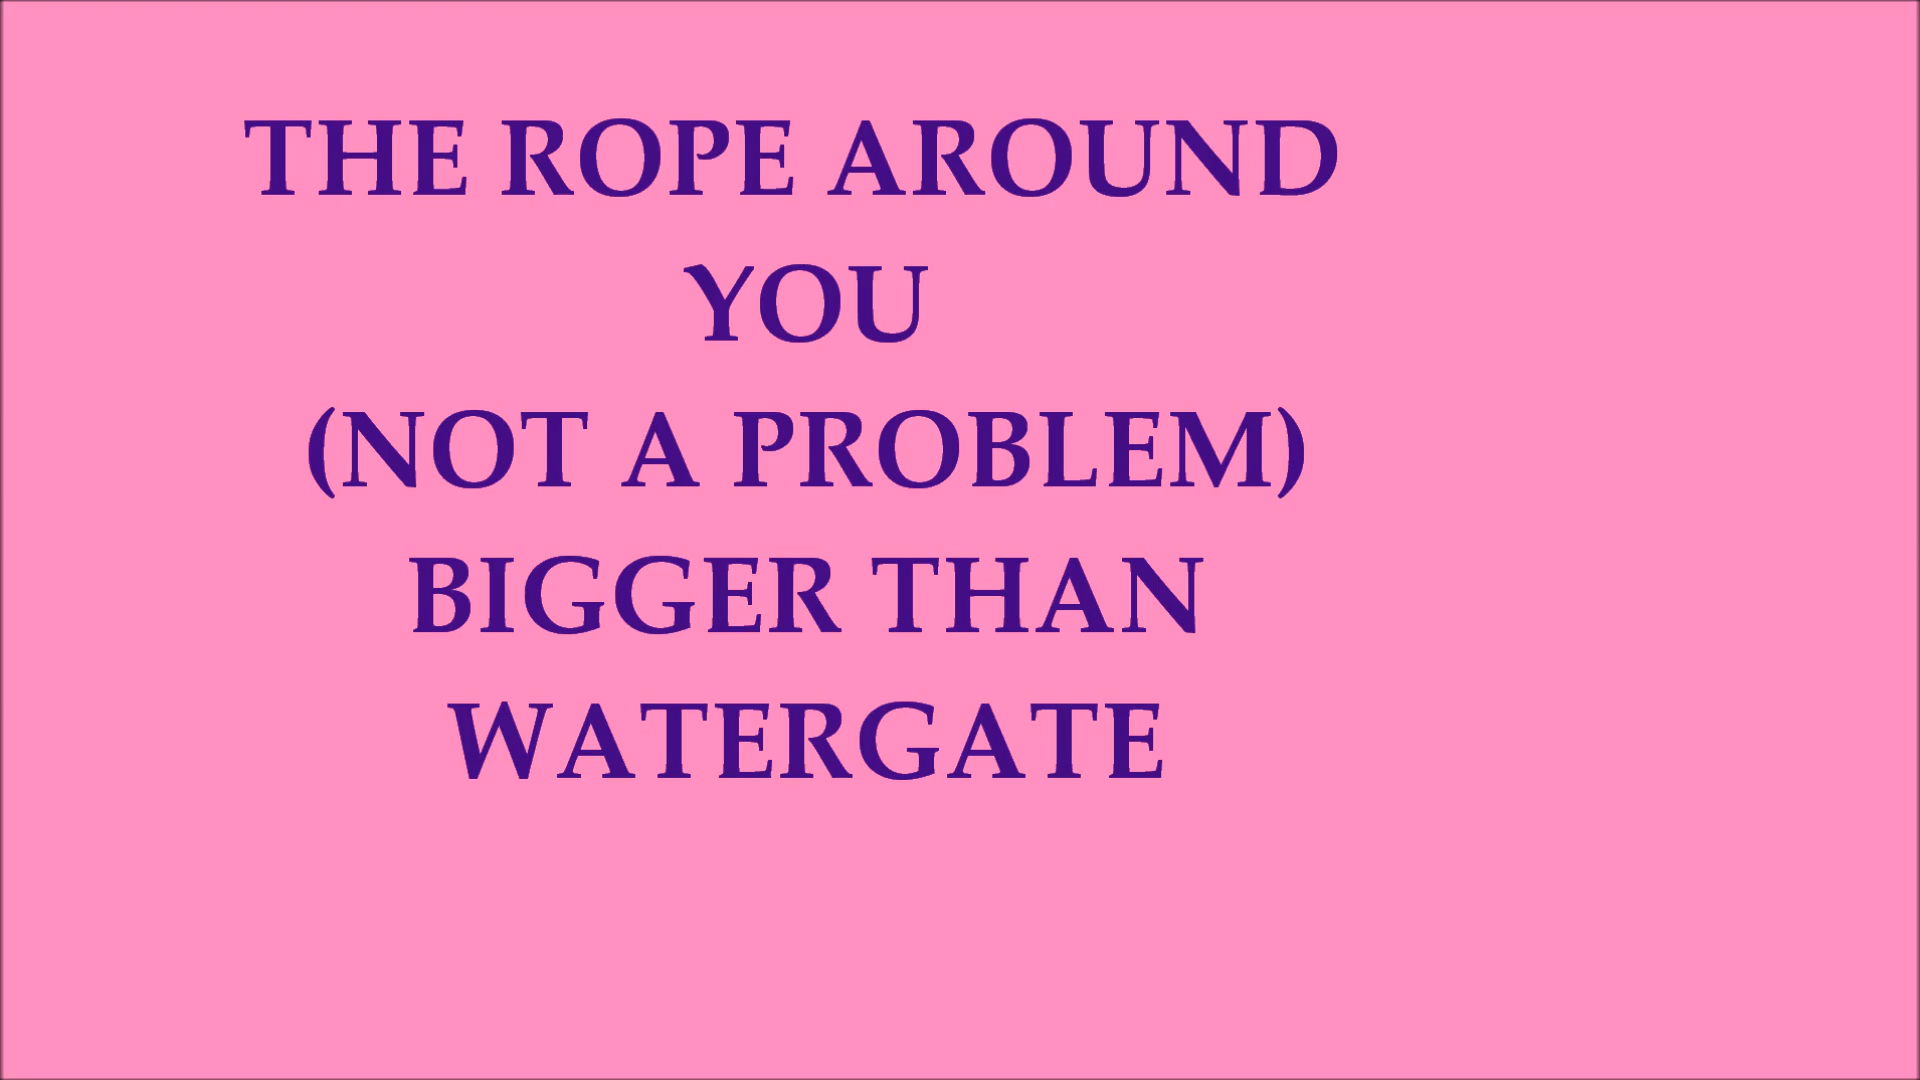 THE ROPE AROUND
YOU
(NOT A PROBLEM)
BIGGER THAN
WATERGATE